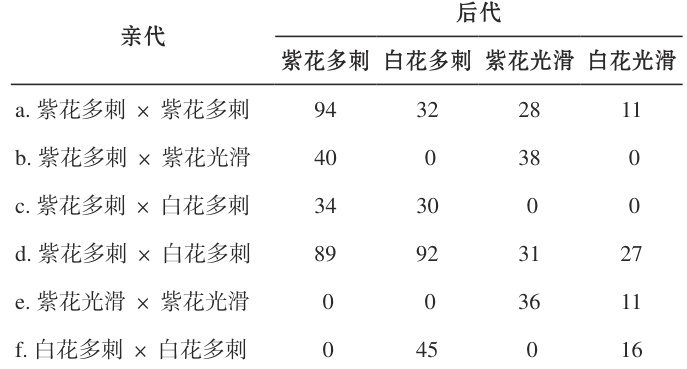 亲代 后代
紫花多刺 白花多刺 紫花光滑 白花光滑
a. 紫花多刺 × 紫花多刺 94 32 28 11
b. 紫花多刺 × 紫花光滑 40 0 38 0
c. 紫花多刺 × 白花多刺 34 30 0 0
d. 紫花多刺 × 白花多刺 89 92 31 27
e. 紫花光滑 × 紫花光滑 0 0 36 11
f. 白花多刺 × 白花多刺 0 45 0 16